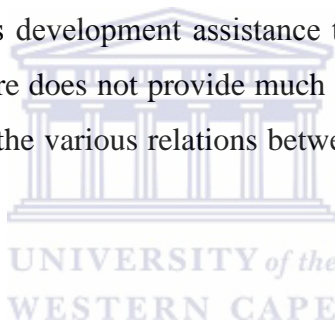 s development assistance t
re does not provide much
the various relations betwe
UNIVERSITY of the
WESTERN CAPE